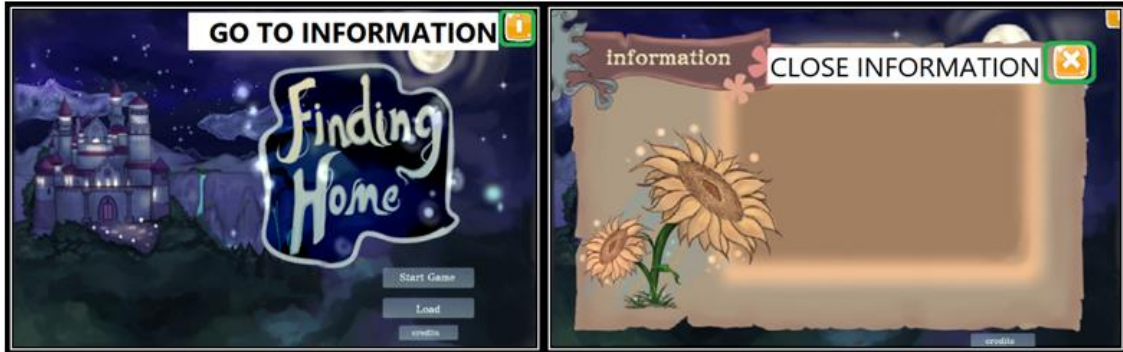 GO TO INFORMATION
i
Finding
Home
Start Game
Load
credits
information
CLOSE INFORMATION
credits